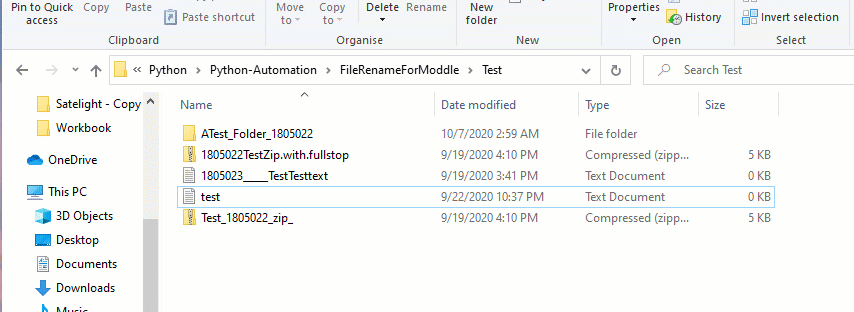 Pin to Quick access
Copy
Paste
Paste shortcut
Move to
Copy to
Delete
Rename
New folder
Properties
History
Invert selection
Clipboard
Organise
New
Open
Select
« Python > Python-Automation > FileRenameForModdle > Test
Search Test
Satelight - Copy
Workbook
OneDrive
This PC
3D Objects
Desktop
Documents
Downloads
Music
Name Date modified Type Size
ATest_Folder_1805022 10/7/2020 2:59 AM File folder
1805022TestZip.with.fullstop 9/19/2020 4:10 PM Compressed (zipp... 5 KB
1805023_____TestTesttext 9/19/2020 3:41 PM Text Document 0 KB
test 9/22/2020 10:37 PM Text Document 0 KB
Test_1805022_zip_ 9/19/2020 4:10 PM Compressed (zipp... 5 KB